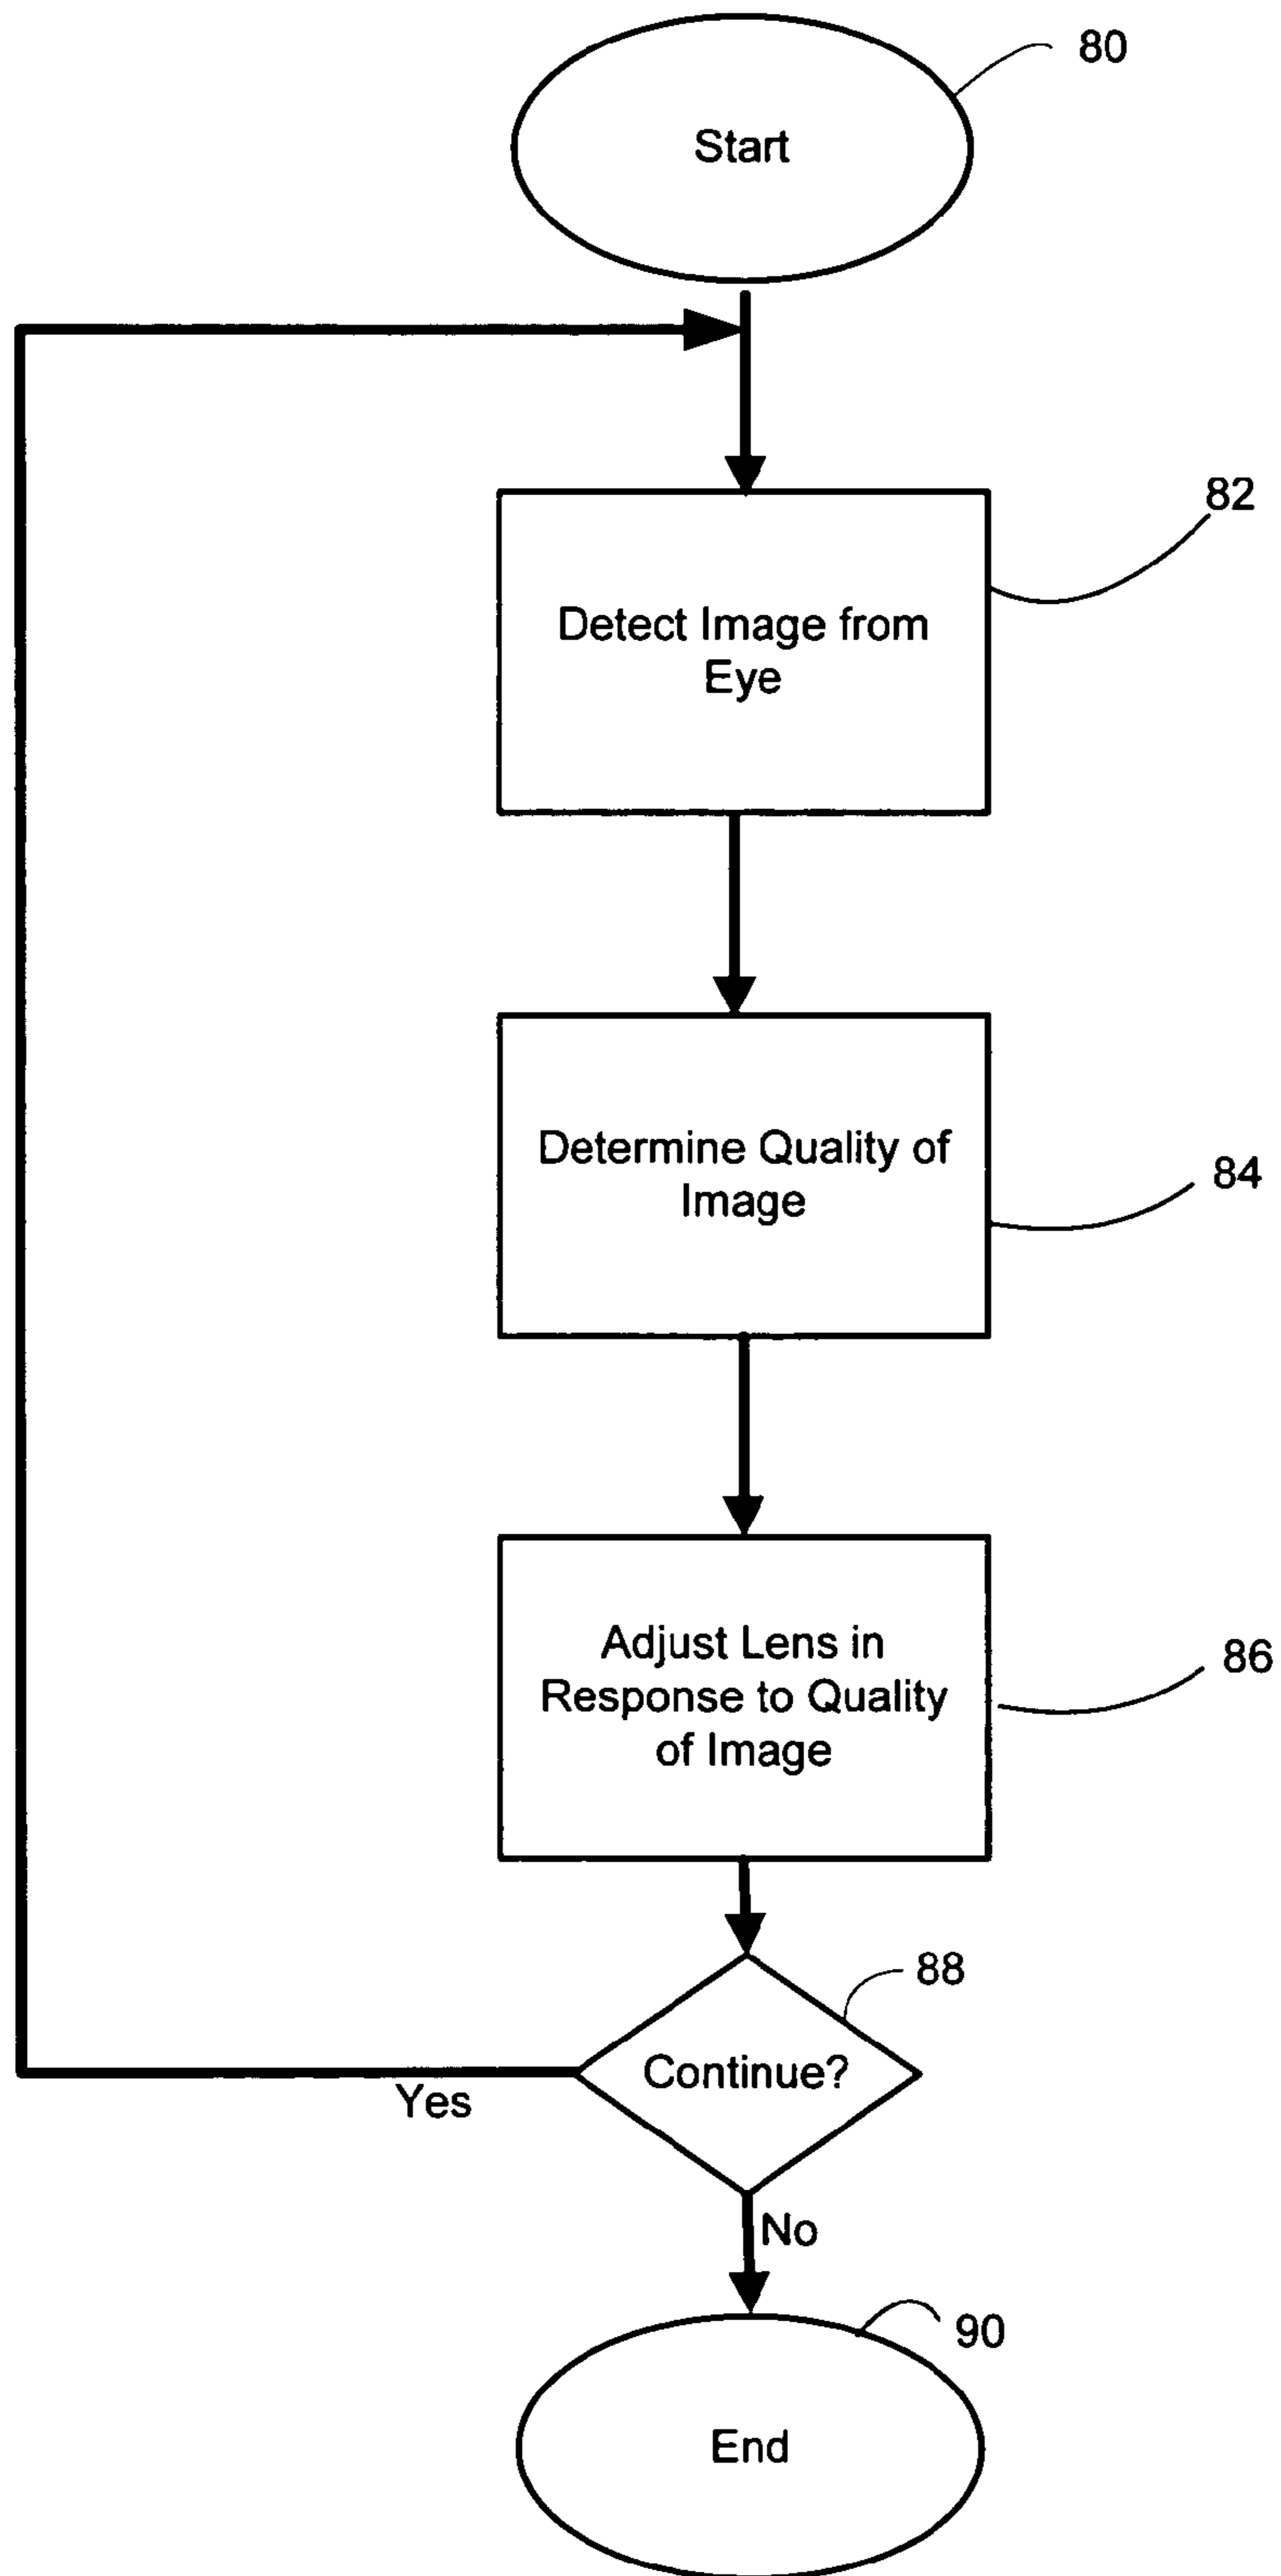 80
Start
82
Detect Image from
Eye
Determine Quality of
Image
84
Adjust Lens in
Response to Quality
of Image
86
88
Continue?
Yes
No
90
End